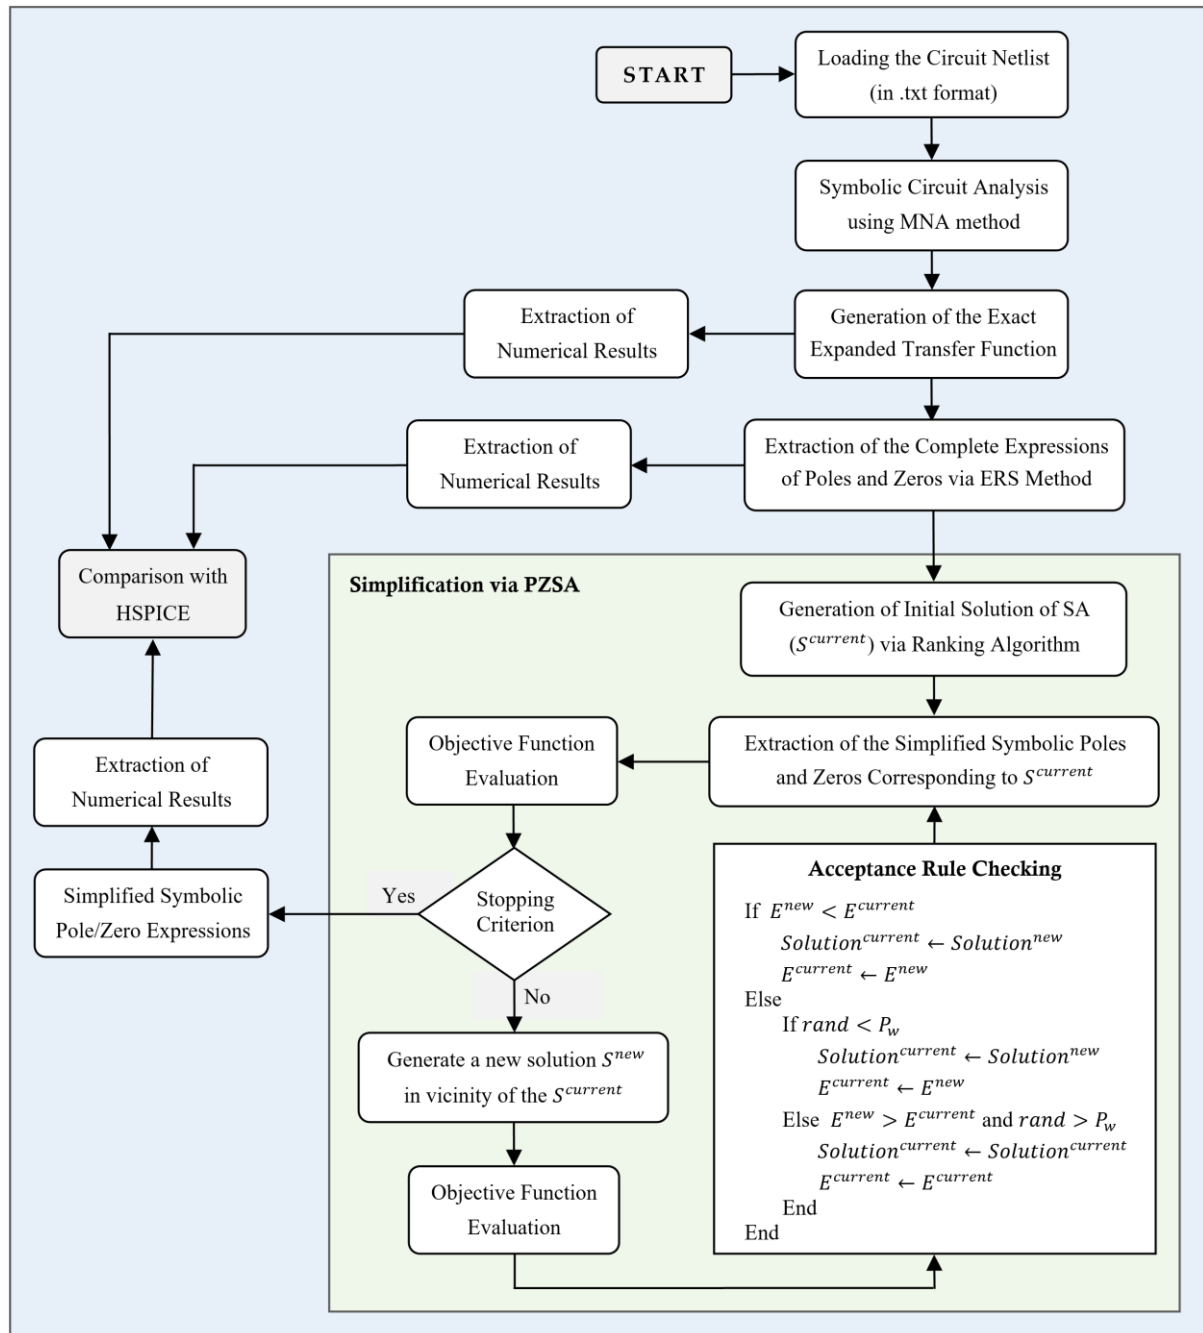 START
Loading the Circuit Netlist
(in .txt format)
Symbolic Circuit Analysis
using MNA method
Generation of the Exact
Expanded Transfer Function
Extraction of
Numerical Results
Extraction of the Complete Expressions
of Poles and Zeros via ERS Method
Extraction of
Numerical Results
Comparison with
HSPICE
Simplification via PZSA
Generation of Initial Solution of SA
(S^current) via Ranking Algorithm
Extraction of the Simplified Symbolic Poles
and Zeros Corresponding to S^current
Objective Function
Evaluation
Stopping
Criterion
Yes
No
Simplified Symbolic
Pole/Zero Expressions
Extraction of
Numerical Results
Generate a new solution S^new
in vicinity of the S^current
Objective Function
Evaluation
Acceptance Rule Checking
If E^new < E^current
Solution^current ← Solution^new
E^current ← E^new
Else
If rand < P_w
Solution^current ← Solution^new
E^current ← E^new
Else E^new > E^current and rand > P_w
Solution^current ← Solution^current
E^current ← E^current
End
End